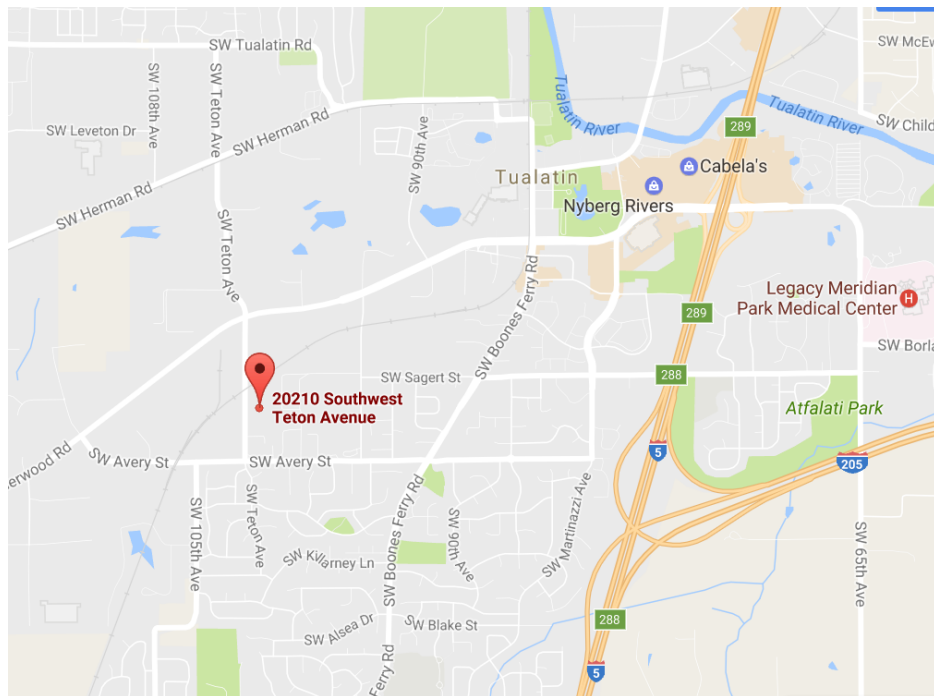 SW Tualatin Rd
SW McEw
SW 108th Ave
SW Teton Ave
Tualatin River
Tualatin River
SW Leveton Dr
SW Herman Rd
SW 90th Ave
289
SW Child
Cabela's
Tualatin
Nyberg Rivers
SW Herman Rd
SW Teton Ave
SW Boones Ferry Rd
Legacy Meridian
Park Medical Center
H
289
SW Borla
SW Sagert St
288
20210 Southwest
Teton Avenue
Atfalati Park
erwood Rd
SW Avery St
SW Avery St
5
205
SW 105th Ave
SW Teton Ave
SW Boones Ferry Rd
SW 90th Ave
SW Martinazzi Ave
SW 65th Ave
SW Killarney Ln
SW Alsea Dr
SW Blake St
288
Ferry Rd
5